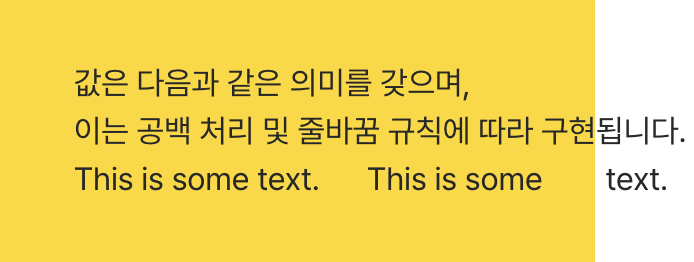 값은 다음과 같은 의미를 갖으며,
이는 공백 처리 및 줄바꿈 규칙에 따라 구현됩니다.
This is some text.      This is some        text.